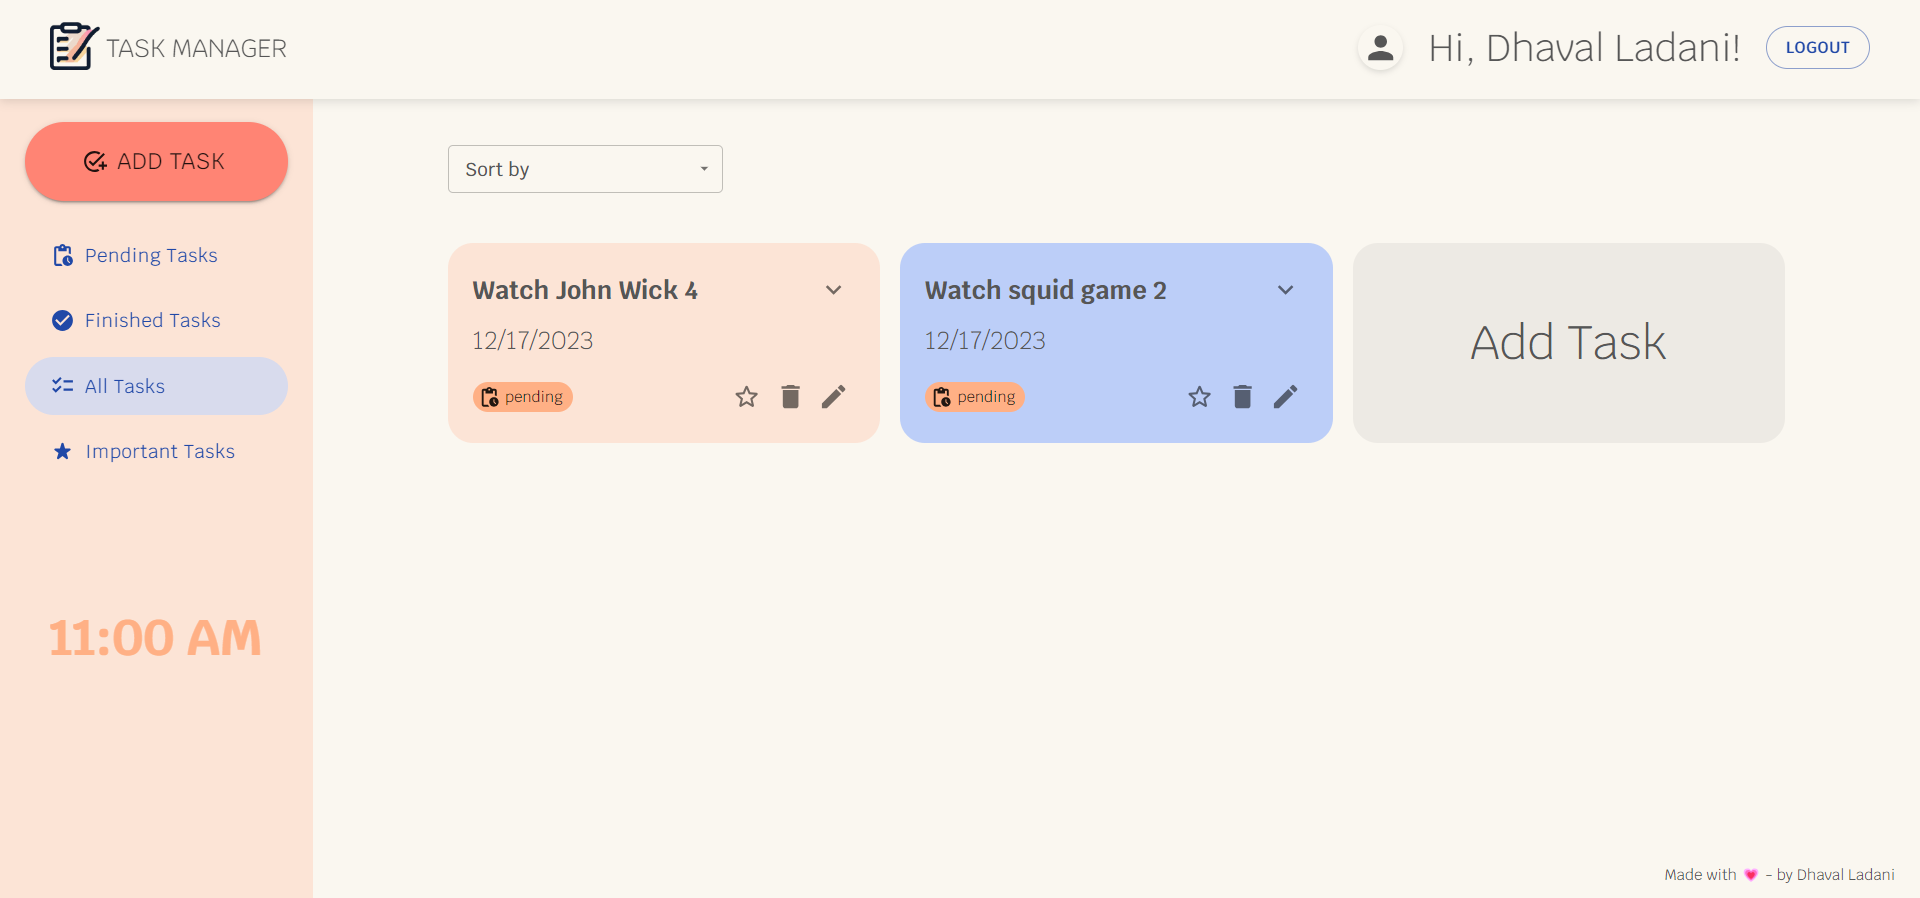 TASK MANAGER
Hi, Dhaval Ladani!
LOGOUT
ADD TASK
Pending Tasks
Finished Tasks
All Tasks
Important Tasks
11:00 AM
Sort by
Watch John Wick 4
12/17/2023
pending
Watch squid game 2
12/17/2023
pending
Add Task
Made with 💗 - by Dhaval Ladani